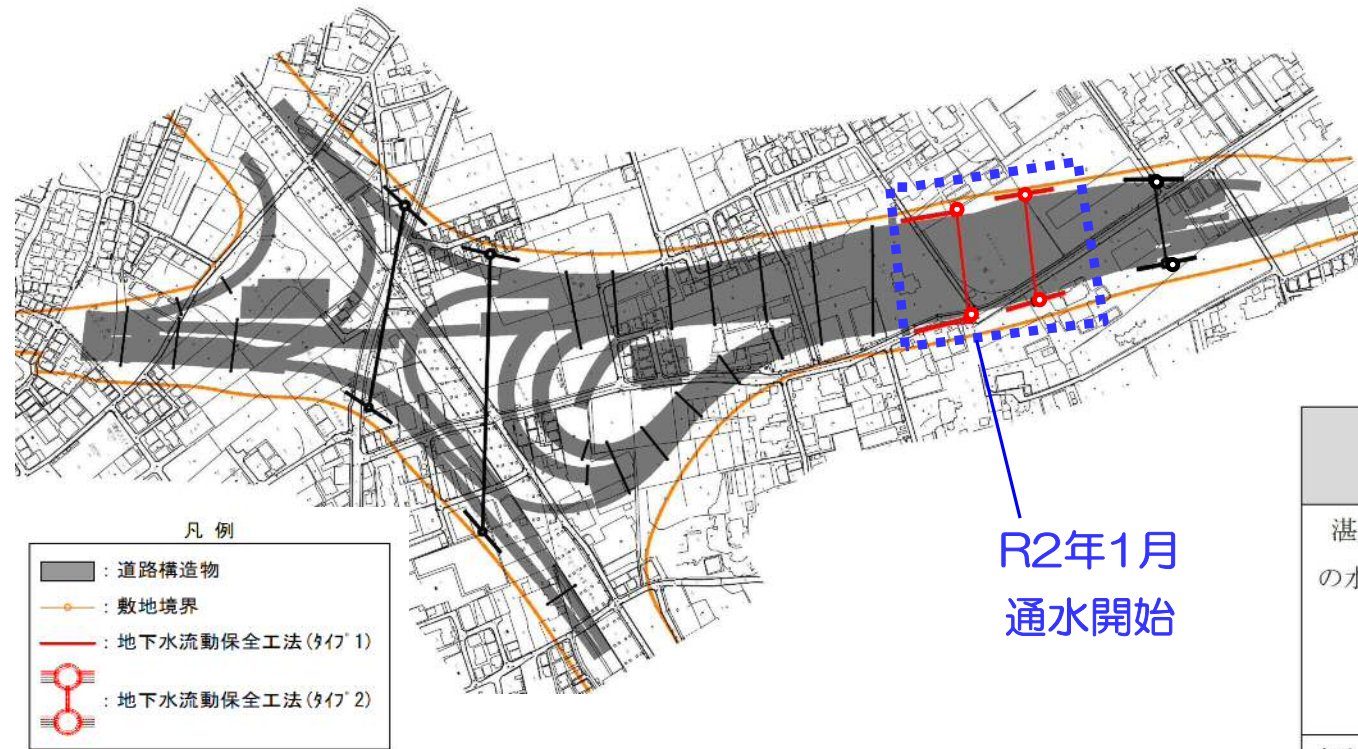 R2年1月
通水開始
凡 例
: 道路構造物
: 敷地境界
: 地下水流動保全工法(ﾀｲﾌﾟ1)
: 地下水流動保全工法(ﾀｲﾌﾟ2)
湛
の水